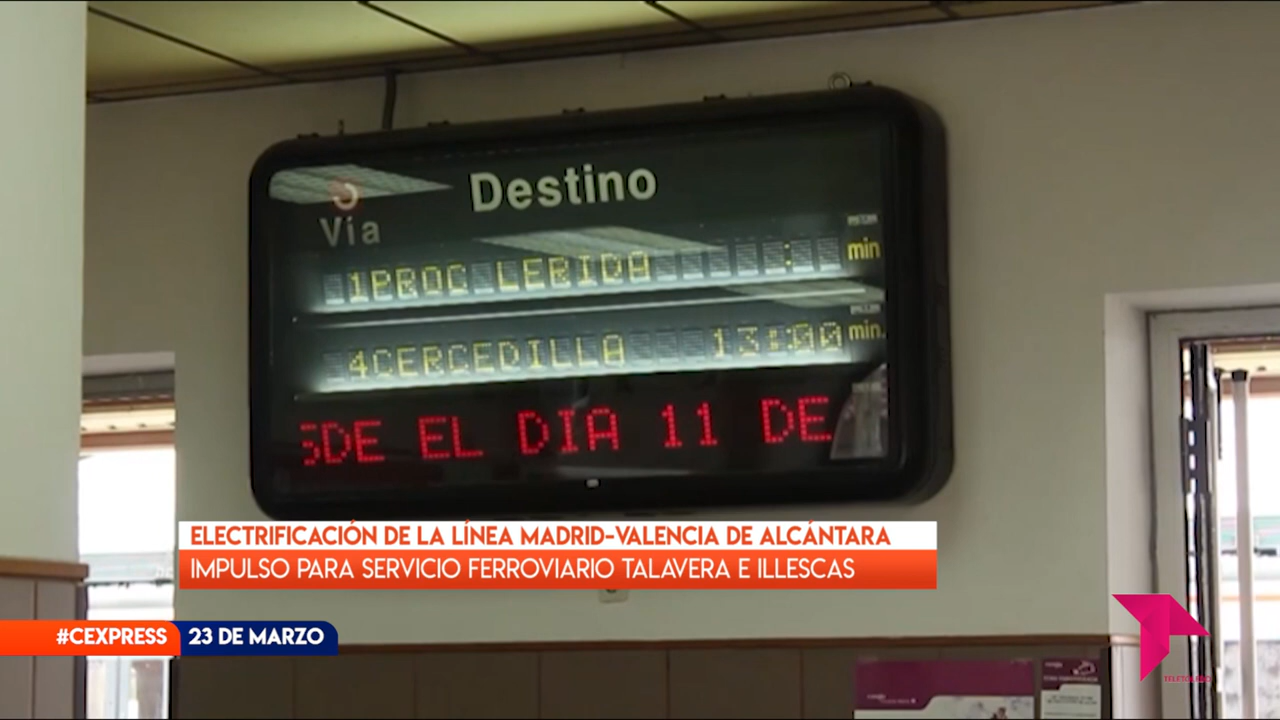 Destino
Vía
1PROC LERIDA : min
4CERCEDILLA 13:00 min.
SDE EL DIA 11 DE
ELECTRIFICACIÓN DE LA LÍNEA MADRID-VALENCIA DE ALCÁNTARA
IMPULSO PARA SERVICIO FERROVIARIO TALAVERA E ILLESCAS
#CEXPRESS 23 DE MARZO